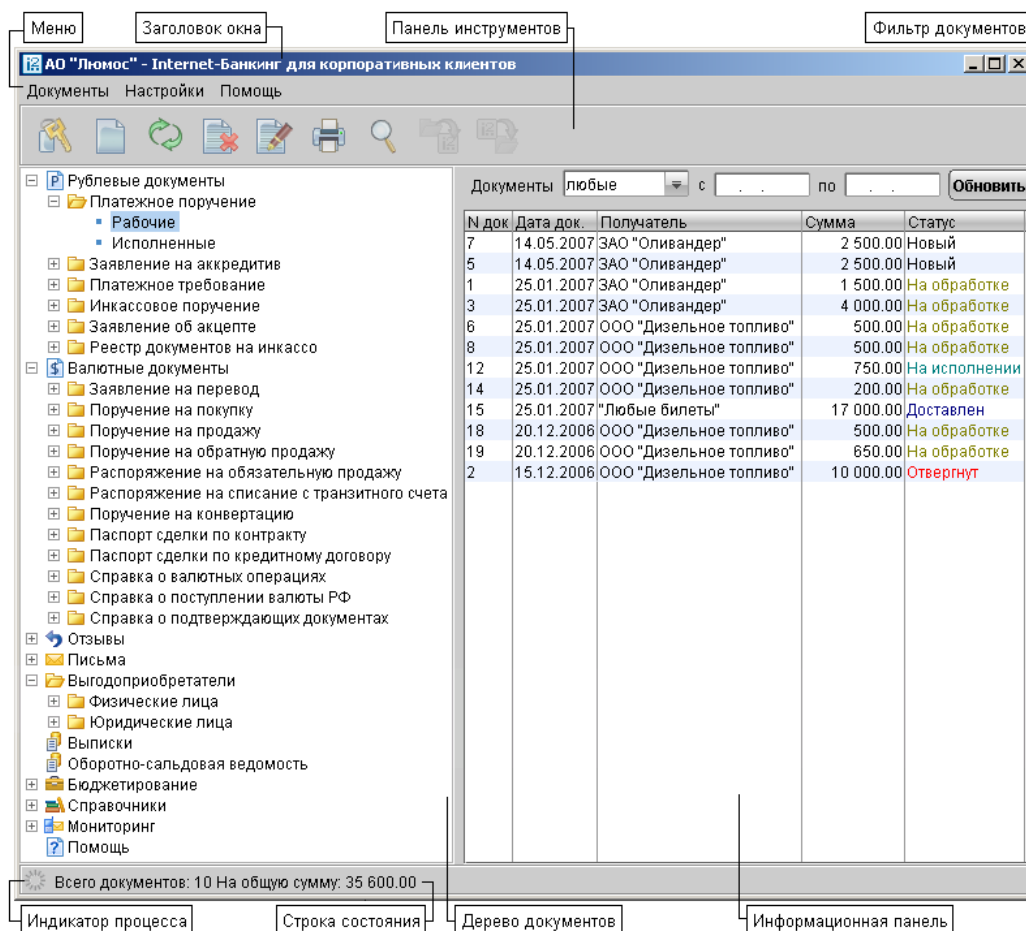 Меню
Заголовок окна
Панель инструментов
Фильтр документов
АО "Люмос" - Internet-Банкинг для корпоративных клиентов
Документы Настройки Помощь
Рублевые документы
Платежное поручение
Рабочие
Исполненные
Заявление на аккредитив
Платежное требование
Инкассовое поручение
Заявление об акцепте
Реестр документов на инкассо
Валютные документы
Заявление на перевод
Поручение на покупку
Поручение на продажу
Поручение на обратную продажу
Распоряжение на обязательную продажу
Распоряжение на списание с транзитного счета
Поручение на конвертацию
Паспорт сделки по контракту
Паспорт сделки по кредитному договору
Справка о валютных операциях
Справка о поступлении валюты РФ
Справка о подтверждающих документах
Отзывы
Письма
Выгодоприобретатели
Физические лица
Юридические лица
Выписки
Оборотно-сальдовая ведомость
Бюджетирование
Справочники
Мониторинг
Помощь
Документы любые с . . по . . Обновить
N док Дата док. Получатель Сумма Статус
7 14.05.2007 ЗАО "Оливандер" 2 500.00 Новый
5 14.05.2007 ЗАО "Оливандер" 2 500.00 Новый
1 25.01.2007 ЗАО "Оливандер" 1 500.00 На обработке
3 25.01.2007 ЗАО "Оливандер" 4 000.00 На обработке
6 25.01.2007 ООО "Дизельное топливо" 500.00 На обработке
8 25.01.2007 ООО "Дизельное топливо" 500.00 На обработке
12 25.01.2007 ООО "Дизельное топливо" 750.00 На исполнении
14 25.01.2007 ООО "Дизельное топливо" 200.00 На обработке
15 25.01.2007 "Любые билеты" 17 000.00 Доставлен
18 20.12.2006 ООО "Дизельное топливо" 500.00 На обработке
19 20.12.2006 ООО "Дизельное топливо" 650.00 На обработке
2 15.12.2006 ООО "Дизельное топливо" 10 000.00 Отвергнут
Всего документов: 10 На общую сумму: 35 600.00
Индикатор процесса
Строка состояния
Дерево документов
Информационная панель